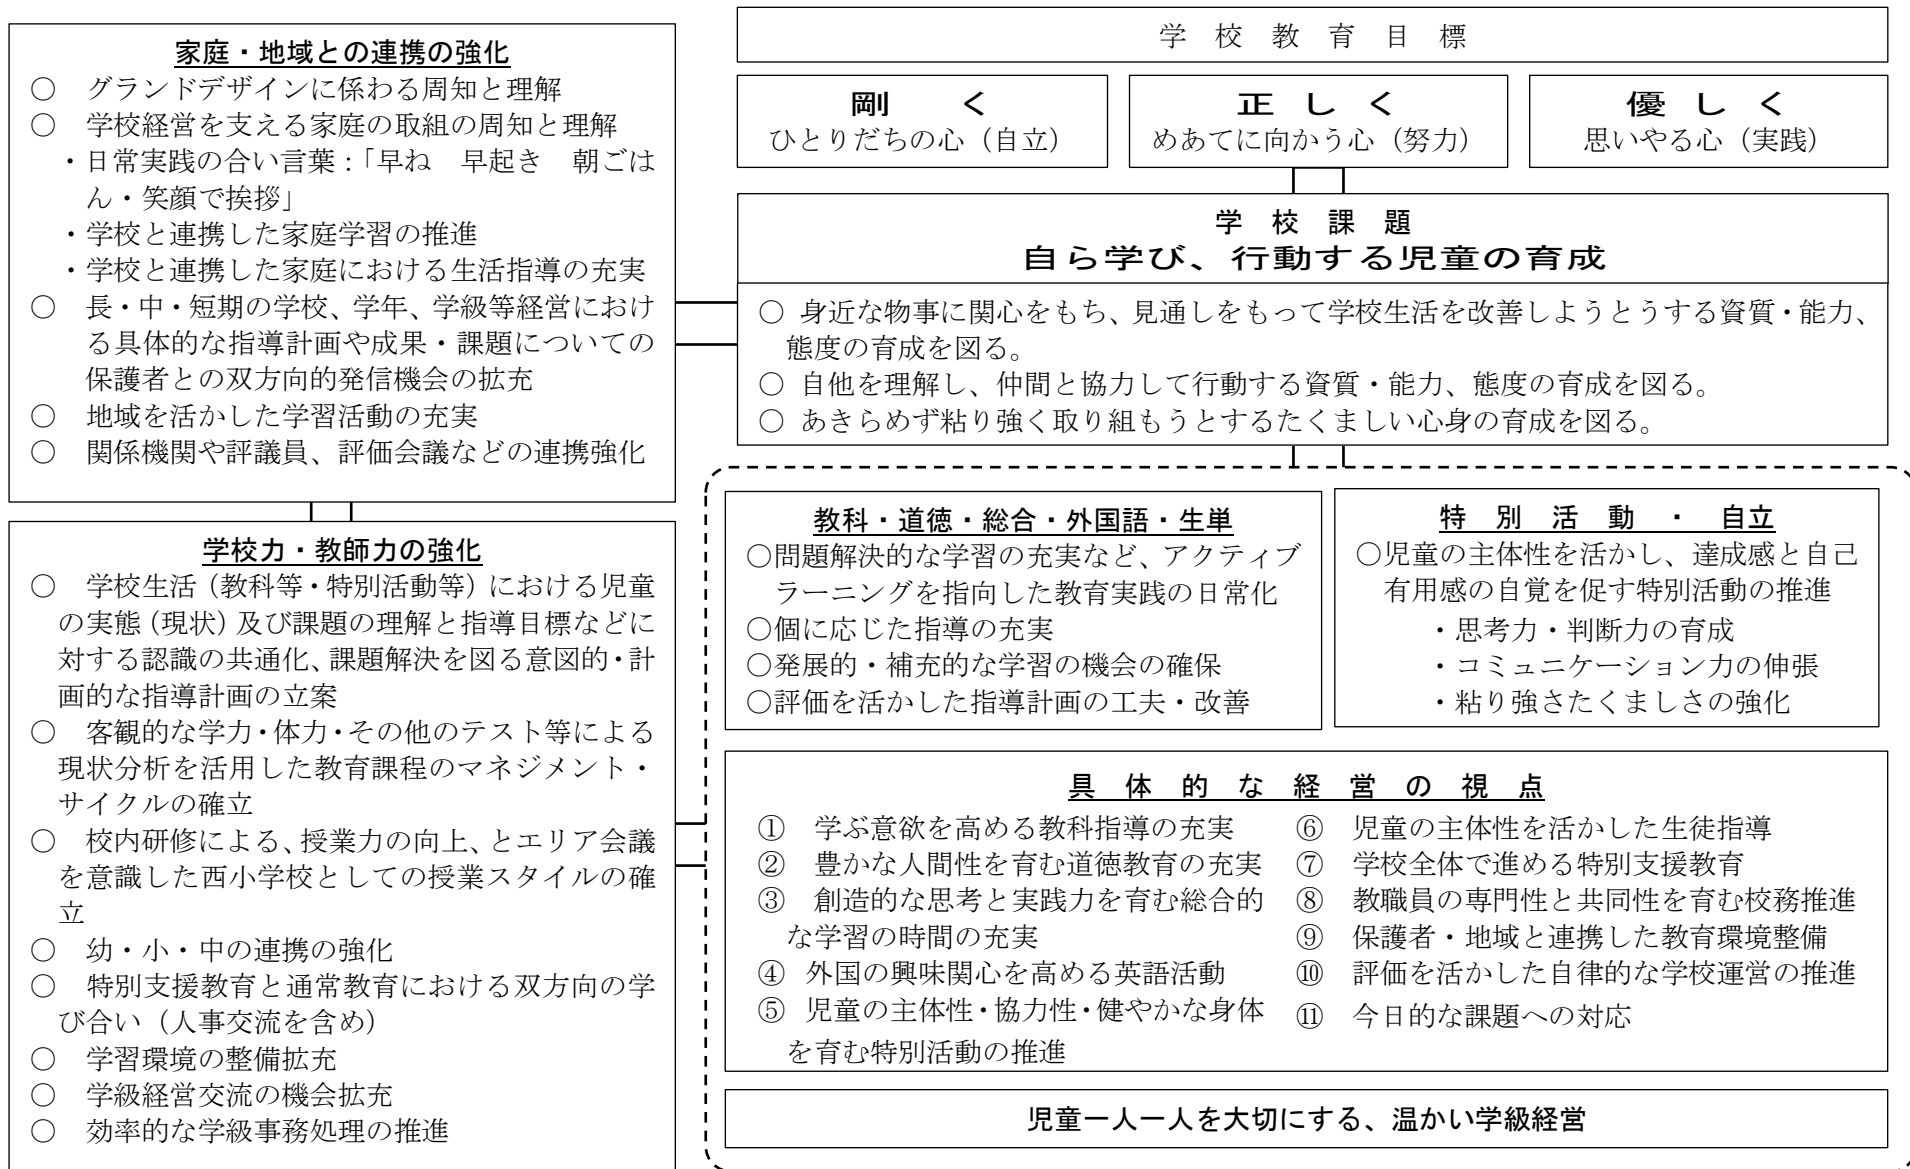 家庭・地域との連携の強化
○ グランドデザインに係わる周知と理解
○ 学校経営を支える家庭の取組の周知と理解
・日常実践の合い言葉：「早ね 早起き 朝ごは
ん・笑顔で挨拶」
・学校と連携した家庭学習の推進
・学校と連携した家庭における生活指導の充実
○ 長・中・短期の学校、学年、学級等経営におけ
る具体的な指導計画や成果・課題についての
保護者との双方向的発信機会の拡充
○ 地域を活かした学習活動の充実
○ 関係機関や評議員、評価会議などの連携強化
学校力・教師力の強化
○ 学校生活（教科等・特別活動等）における児童
の実態（現状）及び課題の理解と指導目標などに
対する認識の共通化、課題解決を図る意図的・計
画的な指導計画の立案
○ 客観的な学力・体力・その他のテスト等による
現状分析を活用した教育課程のマネジメント・
サイクルの確立
○ 校内研修による、授業力の向上、とエリア会議
を意識した西小学校としての授業スタイルの確
立
○ 幼・小・中の連携の強化
○ 特別支援教育と通常教育における双方向の学
び合い（人事交流を含め）
○ 学習環境の整備拡充
○ 学級経営交流の機会拡充
○ 効率的な学級事務処理の推進
学校教育目標
剛く
ひとりだちの心（自立）
正しく
めあてに向かう心（努力）
優しく
思いやる心（実践）
学校課題
自ら学び、行動する児童の育成
○ 身近な物事に関心をもち、見通しをもって学校生活を改善しようとうする資質・能力、
態度の育成を図る。
○ 自他を理解し、仲間と協力して行動する資質・能力、態度の育成を図る。
○ あきらめず粘り強く取り組もうとするたくましい心身の育成を図る。
教科・道徳・総合・外国語・生単
○問題解決的な学習の充実など、アクティブ
ラーニングを指向した教育実践の日常化
○個に応じた指導の充実
○発展的・補充的な学習の機会の確保
○評価を活かした指導計画の工夫・改善
特別活動・自立
○児童の主体性を活かし、達成感と自己
有用感の自覚を促す特別活動の推進
・思考力・判断力の育成
・コミュニケーション力の伸張
・粘り強さたくましさの強化
具体的な経営の視点
① 学ぶ意欲を高める教科指導の充実
② 豊かな人間性を育む道徳教育の充実
③ 創造的な思考と実践力を育む総合的
な学習の時間の充実
④ 外国の興味関心を高める英語活動
⑤ 児童の主体性・協力性・健やかな身体
を育む特別活動の推進
⑥ 児童の主体性を活かした生徒指導
⑦ 学校全体で進める特別支援教育
⑧ 教職員の専門性と共同性を育む校務推進
⑨ 保護者・地域と連携した教育環境整備
⑩ 評価を活かした自律的な学校運営の推進
⑪ 今日的な課題への対応
児童一人一人を大切にする、温かい学級経営